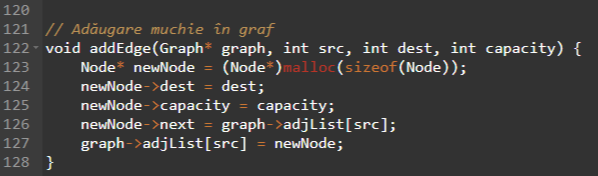 120
121 // Adăugare muchie în graf
122 void addEdge(Graph* graph, int src, int dest, int capacity) {
123     Node* newNode = (Node*)malloc(sizeof(Node));
124     newNode->dest = dest;
125     newNode->capacity = capacity;
126     newNode->next = graph->adjList[src];
127     graph->adjList[src] = newNode;
128 }